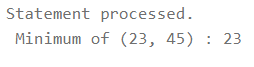 Statement processed.
Minimum of (23, 45) : 23